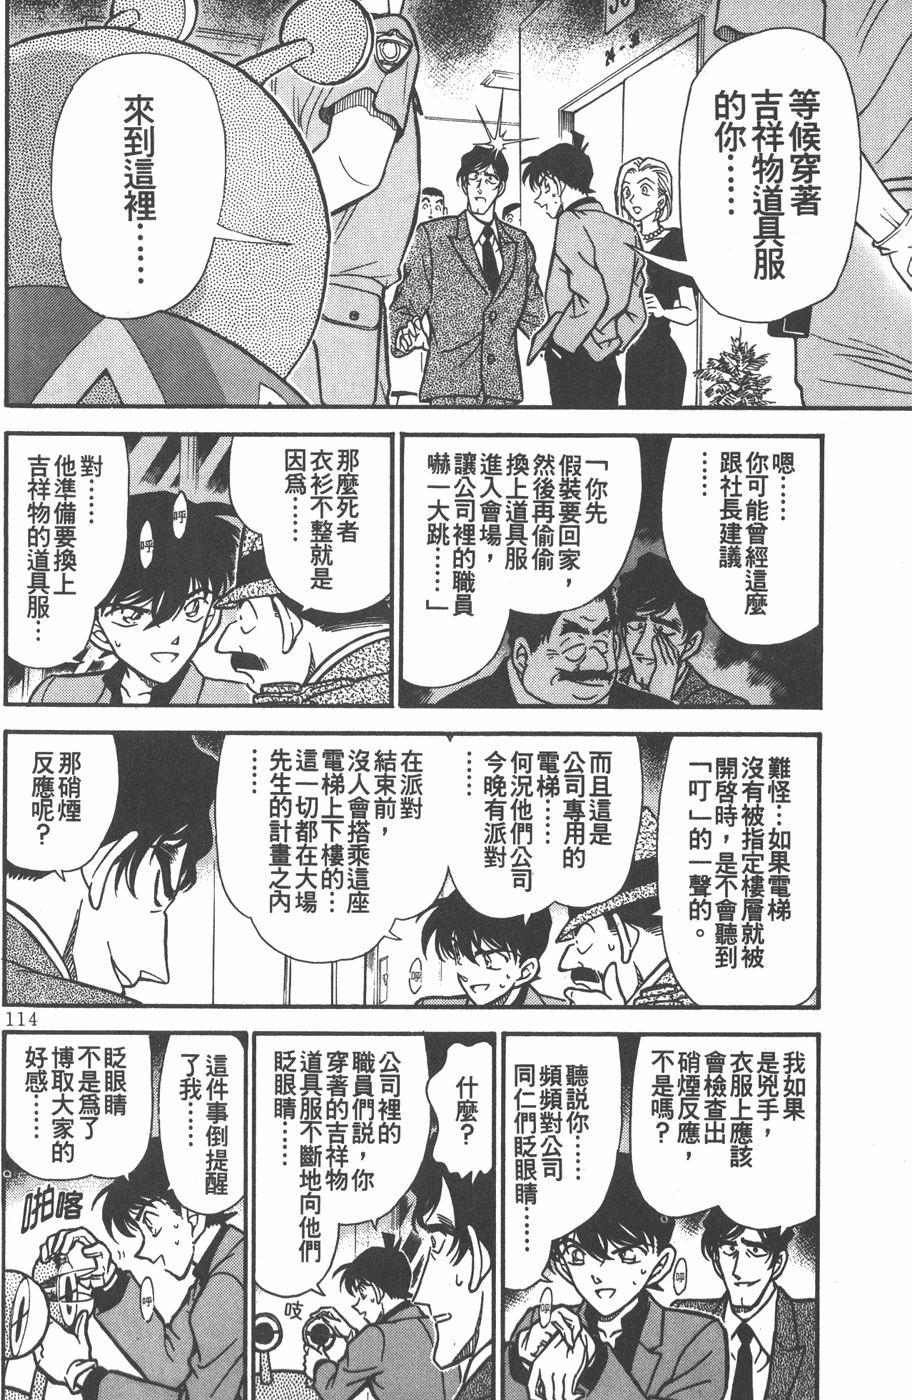 等候穿著
吉祥物道具服
的你……
來到這裡……
嗯……
你可能曾經這麼
跟社長建議
……
「你先
假裝要回家，
然後再偷偷
換上道具服
進入會場，
讓公司裡的職員
嚇一大跳……」
那麼死者
衣衫不整就是
因為……
對……
他準備要換上
吉祥物的道具服…
呼
呼
難怪…如果電梯
沒有被指定樓層就被
開啓時，是不會聽到
「叮」的一聲的。
而且這是
公司專用的
電梯……
何況他們公司
今晚有派對
……
在派對
結束前，
沒人會搭乘這座
電梯上下樓的…
這一切都在大場
先生的計畫之內
……
呼
那硝煙
反應呢？
114
我如果
是兇手，
衣服上應該
會檢查出
硝煙反應，
不是嗎？
聽說你……
頻頻對公司
同仁們眨眼睛……
呼
呼
什麼？
公司裡的
職員們說，你
穿著的吉祥物
道具服不斷地向他們
眨眼睛……
吱
這件事倒提醒
了我……
眨眼睛
不是為了
博取大家的
好感……
啪喀
呼